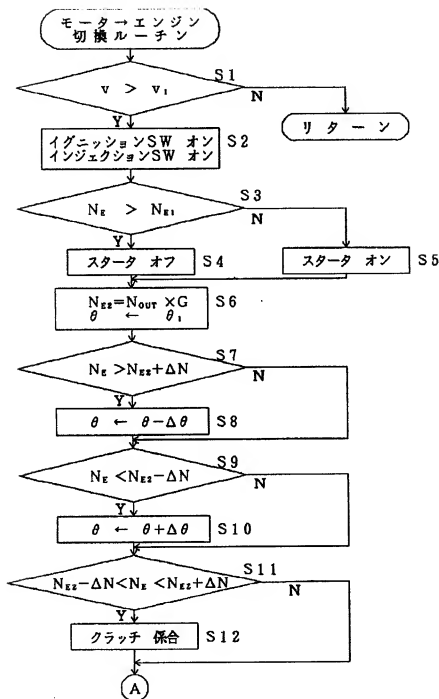 モータ→エンジン
切換ルーチン
S1
v > v₁
N
リターン
Y
イグニッションSW オン
インジェクションSW オン
S2
S3
N_E > N_E1
N
Y
スタータ オフ
S4
スタータ オン
S5
N_E2=N_OUT ×G
θ ← θ₁
S6
S7
N_E >N_E2+ΔN
N
Y
θ ← θ-Δθ
S8
S9
N_E <N_E2-ΔN
N
Y
θ ← θ+Δθ
S10
S11
N_E2-ΔN<N_E <N_E2+ΔN
N
Y
クラッチ 係合
S12
A